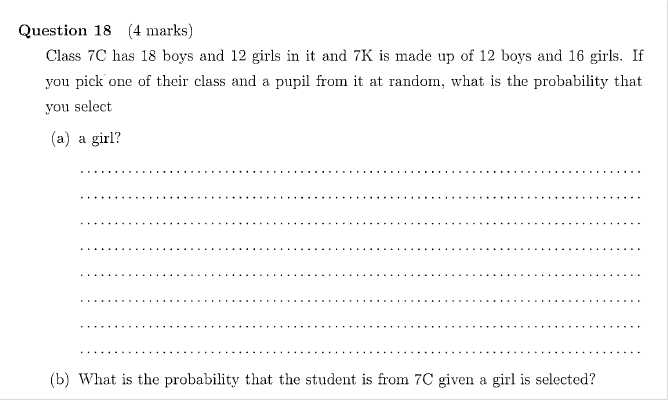 Question 18 (4 marks)
Class 7C has 18 boys and 12 girls in it and 7K is made up of 12 boys and 16 girls. If
you pick one of their class and a pupil from it at random, what is the probability that
you select
(a) a girl?
(b) What is the probability that the student is from 7C given a girl is selected?